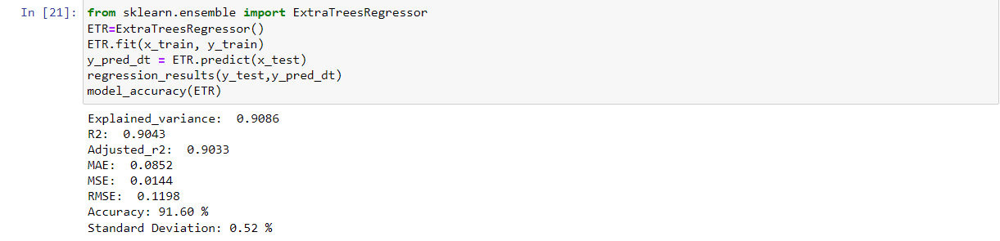 In [21]: from sklearn.ensemble import ExtraTreesRegressor
ETR=ExtraTreesRegressor()
ETR.fit(x_train, y_train)
y_pred_dt = ETR.predict(x_test)
regression_results(y_test,y_pred_dt)
model_accuracy(ETR)
Explained_variance:  0.9086
R2:  0.9043
Adjusted_r2:  0.9033
MAE:  0.0852
MSE:  0.0144
RMSE:  0.1198
Accuracy: 91.60 %
Standard Deviation: 0.52 %